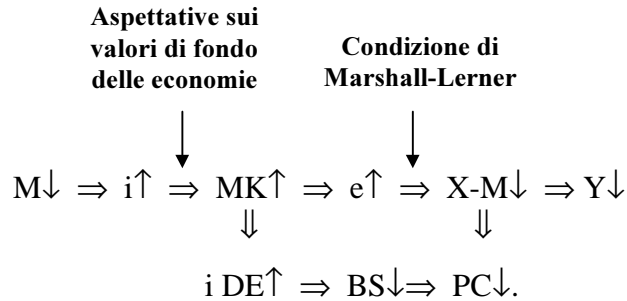 Aspettative sui
valori di fondo
delle economie
Condizione di
Marshall-Lerner
M↓ ⇒ i↑ ⇒ MK↑ ⇒ e↑ ⇒ X-M↓ ⇒ Y↓
⇓ ⇓
i DE↑ ⇒ BS↓⇒ PC↓.